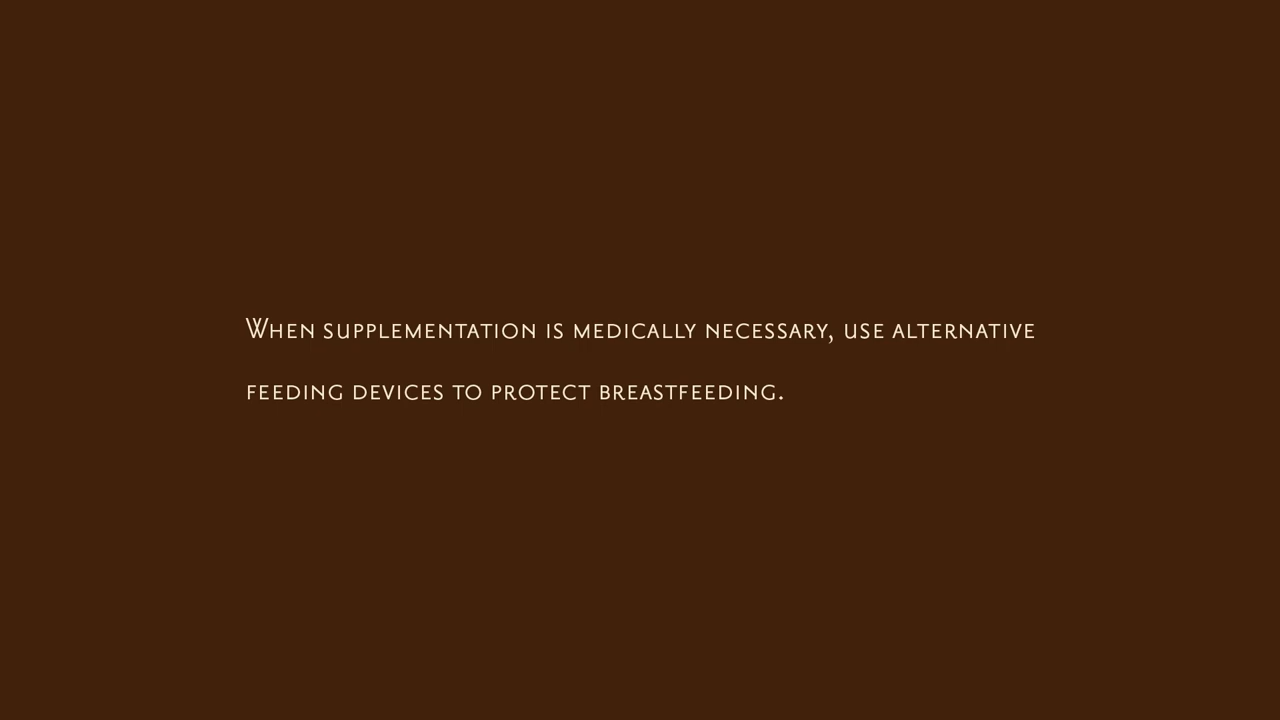 When supplementation is medically necessary, use alternative
feeding devices to protect breastfeeding.